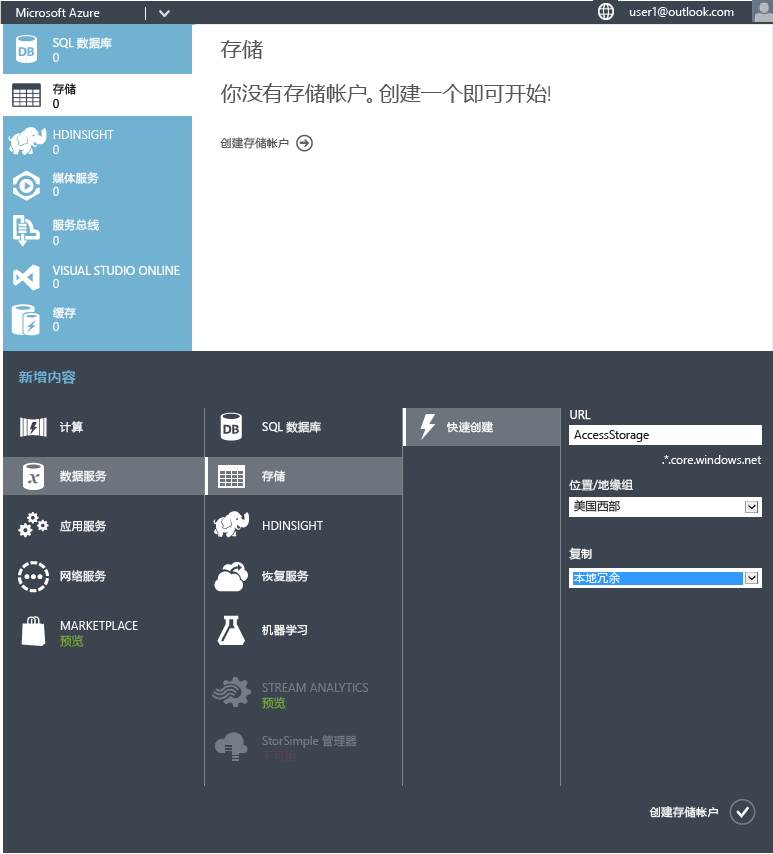 Microsoft Azure
user1@outlook.com
SQL 数据库
0
存储
0
HDINSIGHT
0
媒体服务
0
服务总线
0
VISUAL STUDIO ONLINE
0
缓存
0
存储
你没有存储帐户。创建一个即可开始!
创建存储帐户
新增内容
计算
数据服务
应用服务
网络服务
MARKETPLACE
预览
SQL 数据库
存储
HDINSIGHT
恢复服务
机器学习
STREAM ANALYTICS
预览
StorSimple 管理器
不可用
快速创建
URL
AccessStorage
.*.core.windows.net
位置/地缘组
美国西部
复制
本地冗余
创建存储帐户